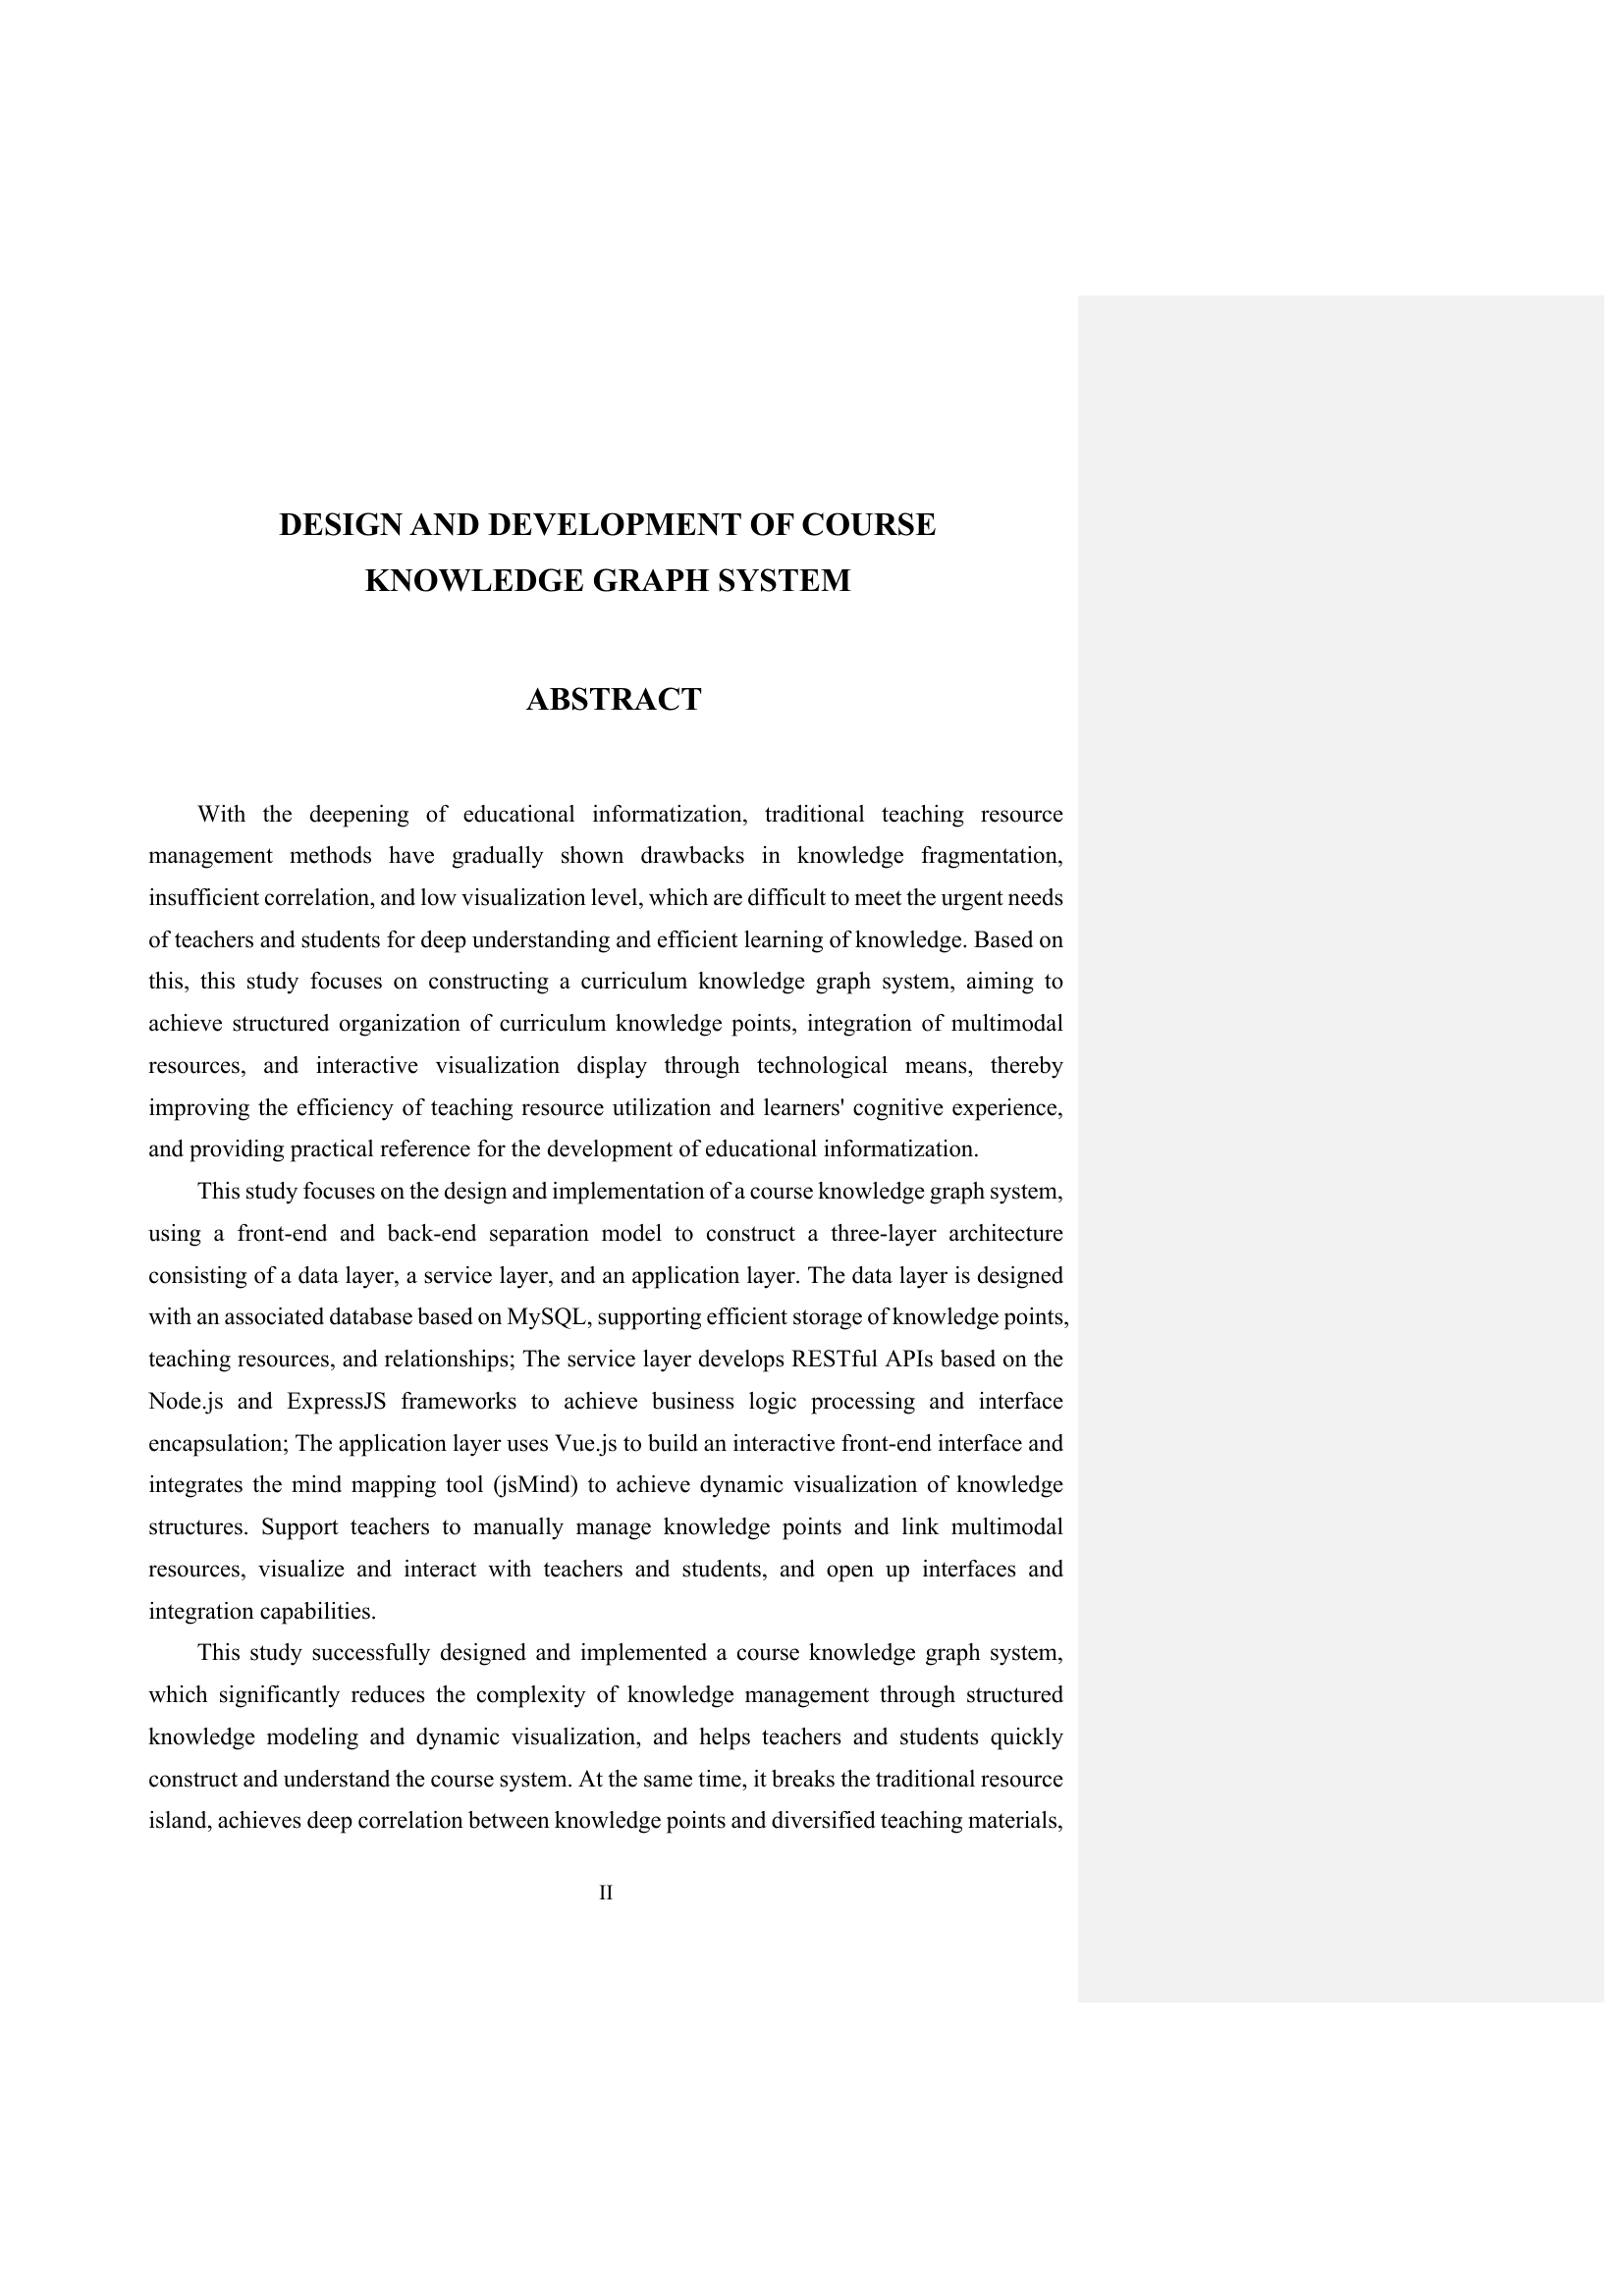 DESIGN AND DEVELOPMENT OF COURSE
KNOWLEDGE GRAPH SYSTEM
ABSTRACT
With the deepening of educational informatization, traditional teaching resource
management methods have gradually shown drawbacks in knowledge fragmentation,
insufficient correlation, and low visualization level, which are difficult to meet the urgent needs
of teachers and students for deep understanding and efficient learning of knowledge. Based on
this, this study focuses on constructing a curriculum knowledge graph system, aiming to
achieve structured organization of curriculum knowledge points, integration of multimodal
resources, and interactive visualization display through technological means, thereby
improving the efficiency of teaching resource utilization and learners' cognitive experience,
and providing practical reference for the development of educational informatization.
This study focuses on the design and implementation of a course knowledge graph system,
using a front-end and back-end separation model to construct a three-layer architecture
consisting of a data layer, a service layer, and an application layer. The data layer is designed
with an associated database based on MySQL, supporting efficient storage of knowledge points,
teaching resources, and relationships; The service layer develops RESTful APIs based on the
Node.js and ExpressJS frameworks to achieve business logic processing and interface
encapsulation; The application layer uses Vue.js to build an interactive front-end interface and
integrates the mind mapping tool (jsMind) to achieve dynamic visualization of knowledge
structures. Support teachers to manually manage knowledge points and link multimodal
resources, visualize and interact with teachers and students, and open up interfaces and
integration capabilities.
This study successfully designed and implemented a course knowledge graph system,
which significantly reduces the complexity of knowledge management through structured
knowledge modeling and dynamic visualization, and helps teachers and students quickly
construct and understand the course system. At the same time, it breaks the traditional resource
island, achieves deep correlation between knowledge points and diversified teaching materials,
II